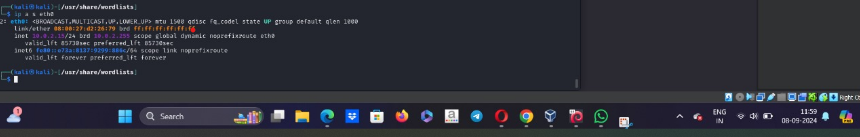 ┌──(kali㉿kali)-[/usr/share/wordlists]
└─$ ip a s eth0
2: eth0: <BROADCAST,MULTICAST,UP,LOWER_UP> mtu 1500 qdisc fq_codel state UP group default qlen 1000
link/ether 08:00:27:d2:26:79 brd ff:ff:ff:ff:ff:ff
inet 10.0.2.15/24 brd 10.0.2.255 scope global dynamic noprefixroute eth0
valid_lft 85730sec preferred_lft 85730sec
inet6 /64 scope link noprefixroute
valid_lft forever preferred_lft forever
┌──(kali㉿kali)-[/usr/share/wordlists]
└─$
Right Ct
1
Search
ENG
IN
11:59
08-09-2024